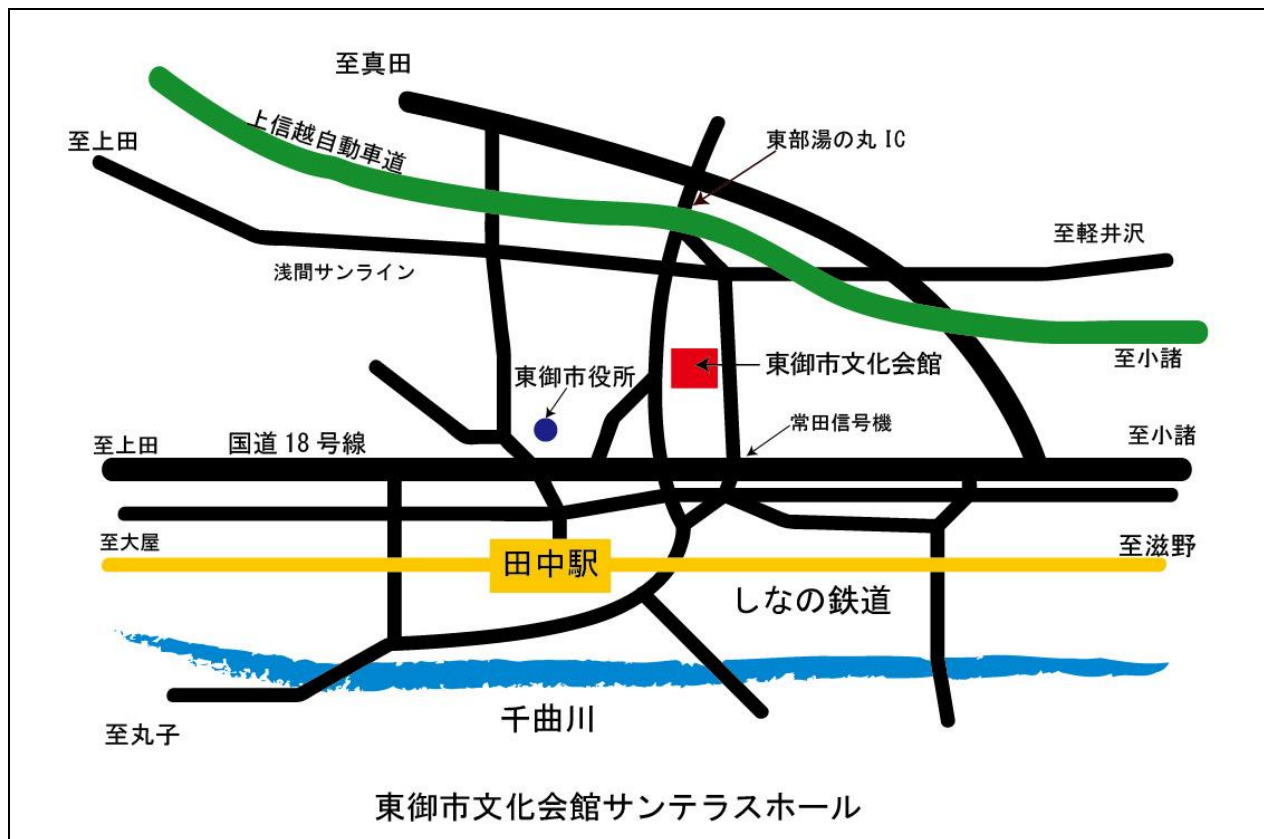 至真田
至上田
上信越自動車道
東部湯の丸 IC
至軽井沢
浅間サンライン
東御市役所
東御市文化会館
至小諸
至上田
国道 18 号線
常田信号機
至小諸
至大屋
田中駅
至滋野
しなの鉄道
千曲川
至丸子
東御市文化会館サンテラスホール